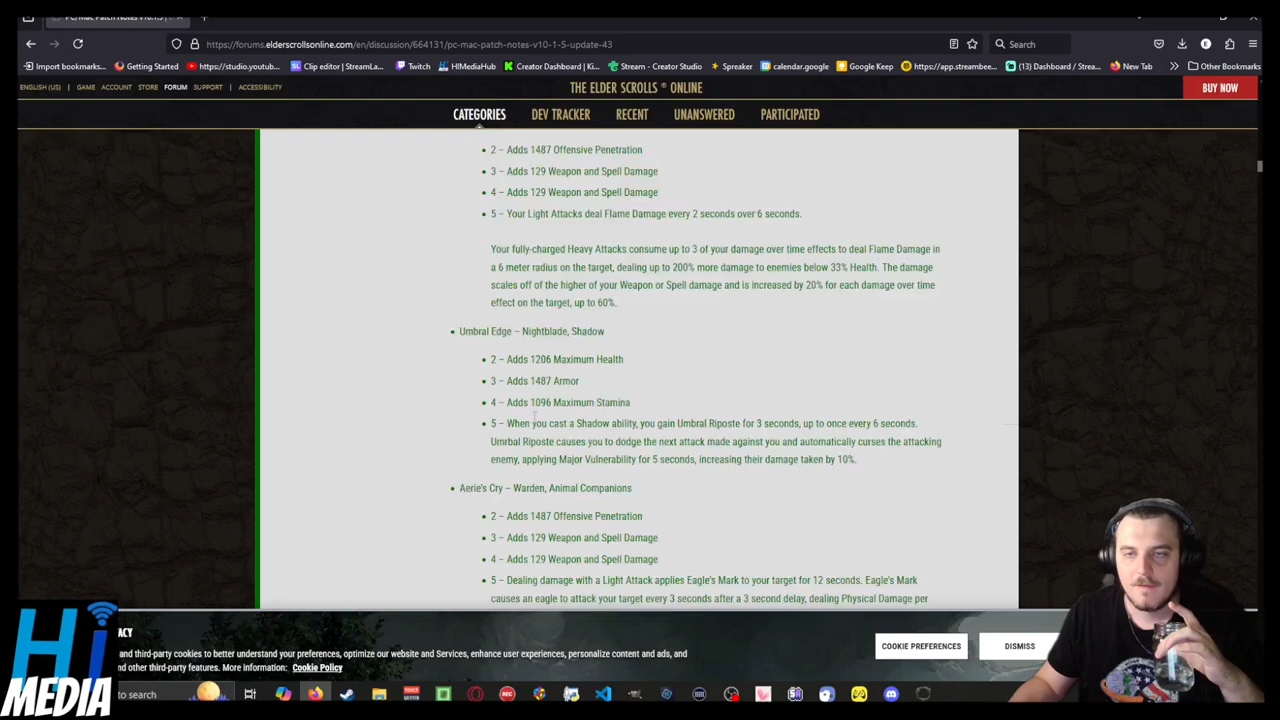 PC/Mac Patch Notes v10.1.5 |
https://forums.elderscrollsonline.com/en/discussion/664131/pc-mac-patch-notes-v10-1-5-update-43
Search
Import bookmarks... Getting Started https://studio.youtub... Clip editor | StreamLa... Twitch HIMediaHub Creator Dashboard | Ki... Stream - Creator Studio Spreaker calendar.google Google Keep https://app.streambee... (13) Dashboard / Strea... New Tab Other Bookmarks
ENGLISH (US) | GAME ACCOUNT STORE FORUM SUPPORT | ACCESSIBILITY
THE ELDER SCROLLS ® ONLINE
BUY NOW
CATEGORIES DEV TRACKER RECENT UNANSWERED PARTICIPATED
2 – Adds 1487 Offensive Penetration
3 – Adds 129 Weapon and Spell Damage
4 – Adds 129 Weapon and Spell Damage
5 – Your Light Attacks deal Flame Damage every 2 seconds over 6 seconds.
Your fully-charged Heavy Attacks consume up to 3 of your damage over time effects to deal Flame Damage in
a 6 meter radius on the target, dealing up to 200% more damage to enemies below 33% Health. The damage
scales off of the higher of your Weapon or Spell damage and is increased by 20% for each damage over time
effect on the target, up to 60%.
Umbral Edge – Nightblade, Shadow
2 – Adds 1206 Maximum Health
3 – Adds 1487 Armor
4 – Adds 1096 Maximum Stamina
5 – When you cast a Shadow ability, you gain Umbral Riposte for 3 seconds, up to once every 6 seconds.
Umrbal Riposte causes you to dodge the next attack made against you and automatically curses the attacking
enemy, applying Major Vulnerability for 5 seconds, increasing their damage taken by 10%.
Aerie's Cry – Warden, Animal Companions
2 – Adds 1487 Offensive Penetration
3 – Adds 129 Weapon and Spell Damage
4 – Adds 129 Weapon and Spell Damage
5 – Dealing damage with a Light Attack applies Eagle's Mark to your target for 12 seconds. Eagle's Mark
causes an eagle to attack your target every 3 seconds after a 3 second delay, dealing Physical Damage per
ACY
and third-party cookies to better understand your preferences, optimize our website and Services, enhance user experiences, personalize content and ads, and
other third-party features. More information: Cookie Policy
COOKIE PREFERENCES
DISMISS
Hi
MEDIA
to search